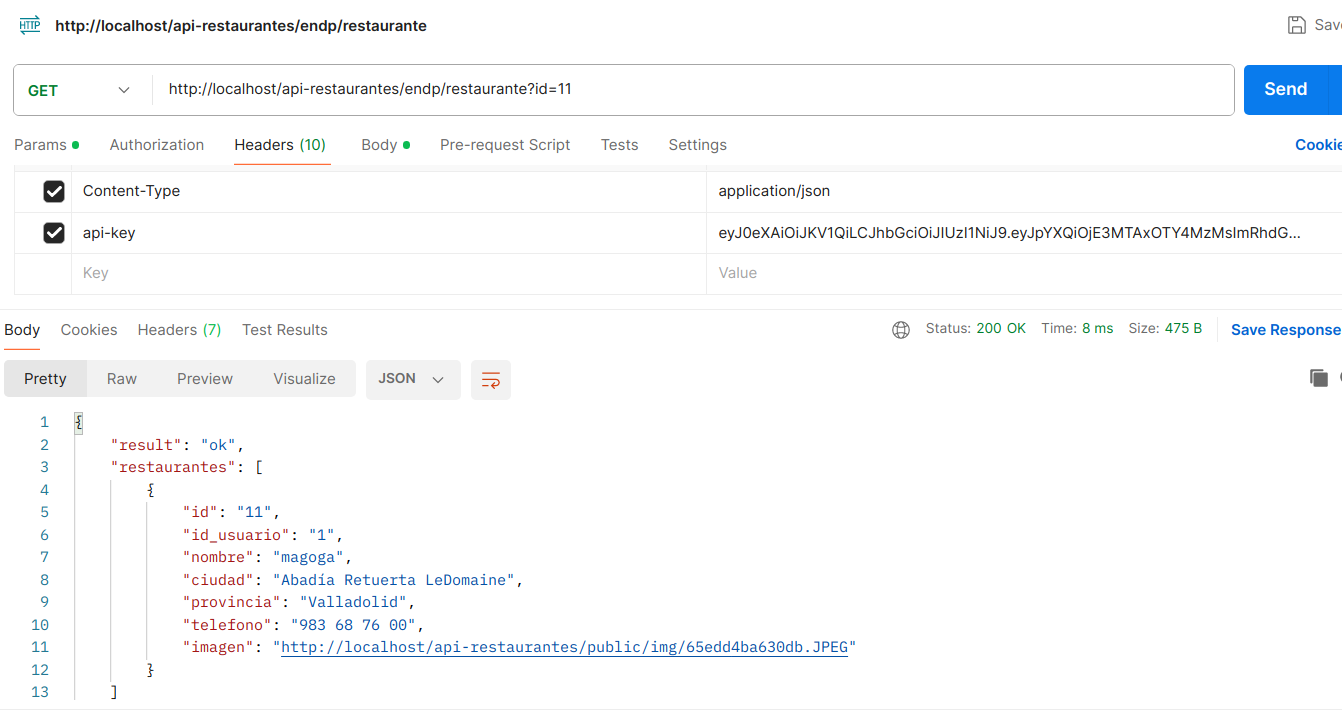 HTTP http://localhost/api-restaurantes/endp/restaurante Save
GET http://localhost/api-restaurantes/endp/restaurante?id=11 Send
Params Authorization Headers (10) Body Pre-request Script Tests Settings Cookie
Content-Type application/json
api-key eyJ0eXAiOiJKV1QiLCJhbGciOiJIUzI1NiJ9.eyJpYXQiOjE3MTAxOTY4MzMsImRhdG...
Key Value
Body Cookies Headers (7) Test Results Status: 200 OK Time: 8 ms Size: 475 B Save Response
Pretty Raw Preview Visualize JSON
1 {
2 "result": "ok",
3 "restaurantes": [
4 {
5 "id": "11",
6 "id_usuario": "1",
7 "nombre": "magoga",
8 "ciudad": "Abadía Retuerta LeDomaine",
9 "provincia": "Valladolid",
10 "telefono": "983 68 76 00",
11 "imagen": "http://localhost/api-restaurantes/public/img/65edd4ba630db.JPEG"
12 }
13 ]